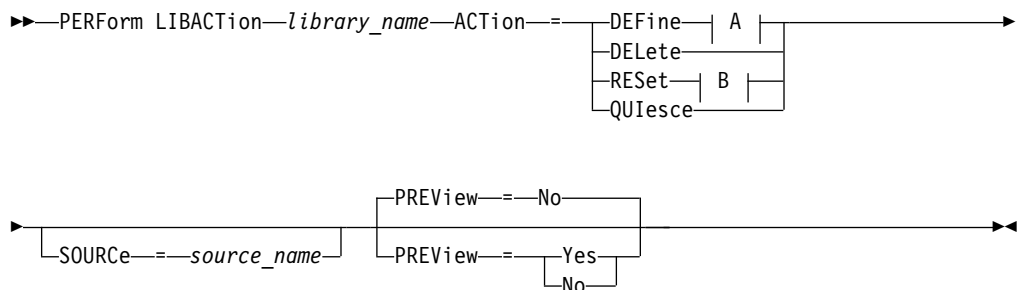 PERForm LIBACTion library_name ACTion = DEFine A
DELete
RESet B
QUIesce
PREView = No
SOURCe = source_name PREView = Yes
No